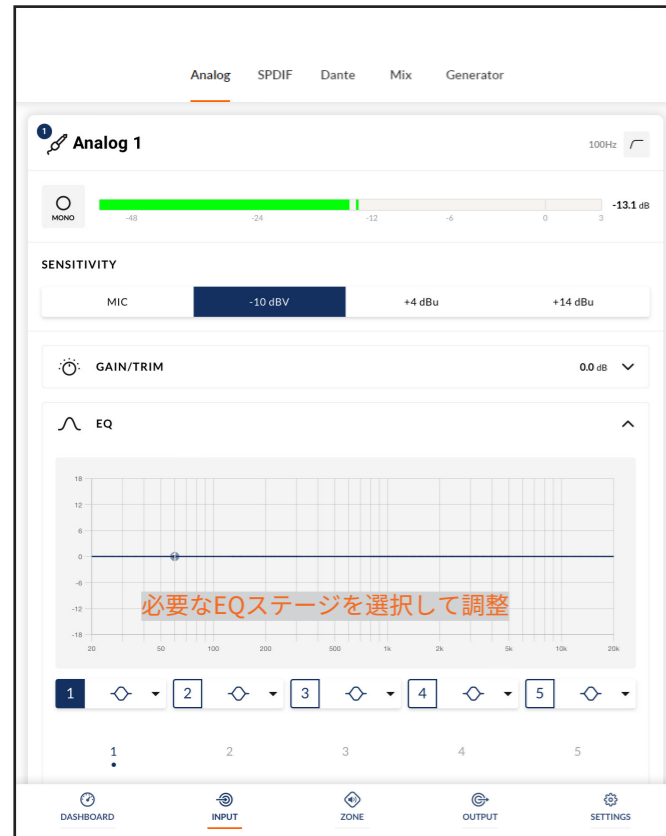 Analog SPDIF Dante Mix Generator
1
Analog 1
100Hz
MONO
-13.1 dB
-48 -24 -12 -6 0 3
SENSITIVITY
MIC -10 dBV +4 dBu +14 dBu
GAIN/TRIM 0.0 dB
EQ
18
12
6
-0
-6
-12
-18
必要なEQステージを選択して調整
20 50 100 200 500 1k 2k 5k 10k 20k
1 2 3 4 5
1 2 3 4 5
DASHBOARD INPUT ZONE OUTPUT SETTINGS